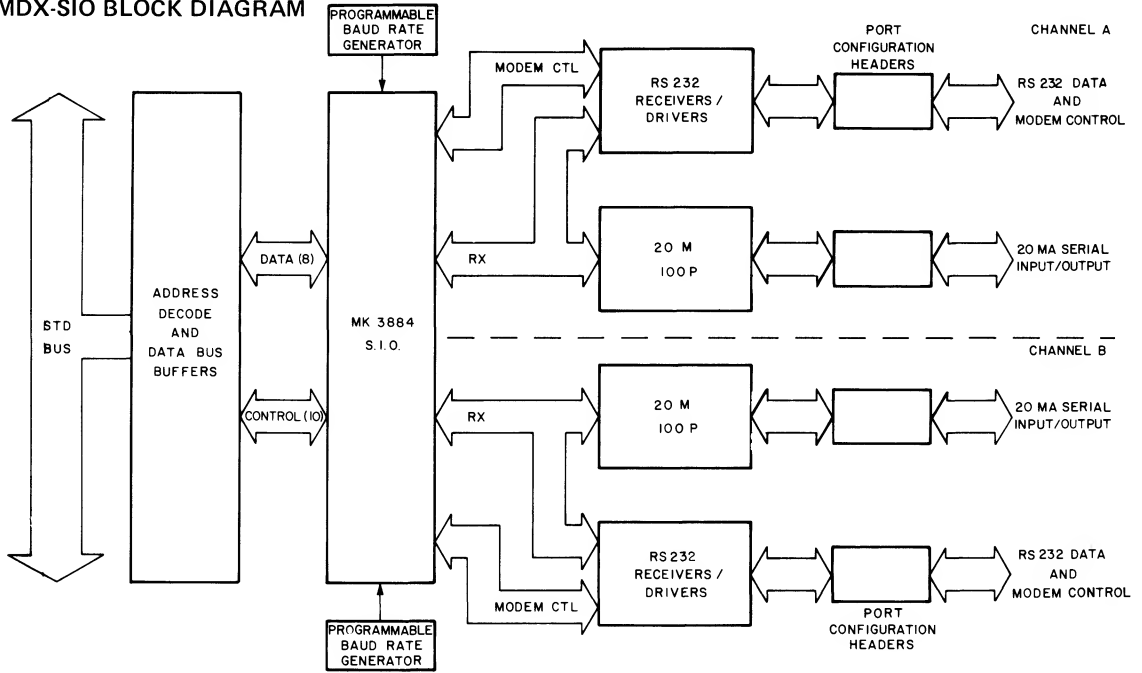 MDX-SIO BLOCK DIAGRAM
PROGRAMMABLE
BAUD RATE
GENERATOR
PORT
CONFIGURATION
HEADERS
CHANNEL A
MODEM CTL
RS 232
RECEIVERS /
DRIVERS
RS 232 DATA
AND
MODEM CONTROL
DATA (8)
RX
20 M
100 P
20 MA SERIAL
INPUT/OUTPUT
STD
BUS
ADDRESS
DECODE
AND
DATA BUS
BUFFERS
MK 3884
S.I.O.
CHANNEL B
CONTROL (10)
RX
20 M
100 P
20 MA SERIAL
INPUT/OUTPUT
MODEM CTL
RS 232
RECEIVERS /
DRIVERS
RS 232 DATA
AND
MODEM CONTROL
PORT
CONFIGURATION
HEADERS
PROGRAMMABLE
BAUD RATE
GENERATOR